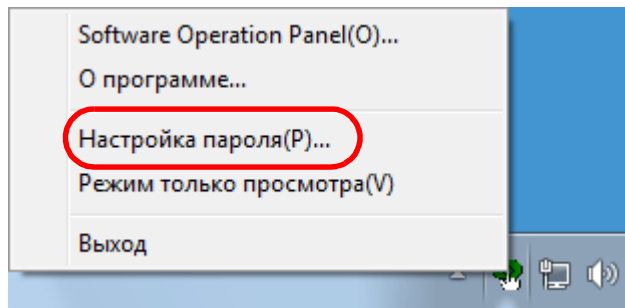 Software Operation Panel(O)...
О программе...
Настройка пароля(P)...
Режим только просмотра(V)
Выход